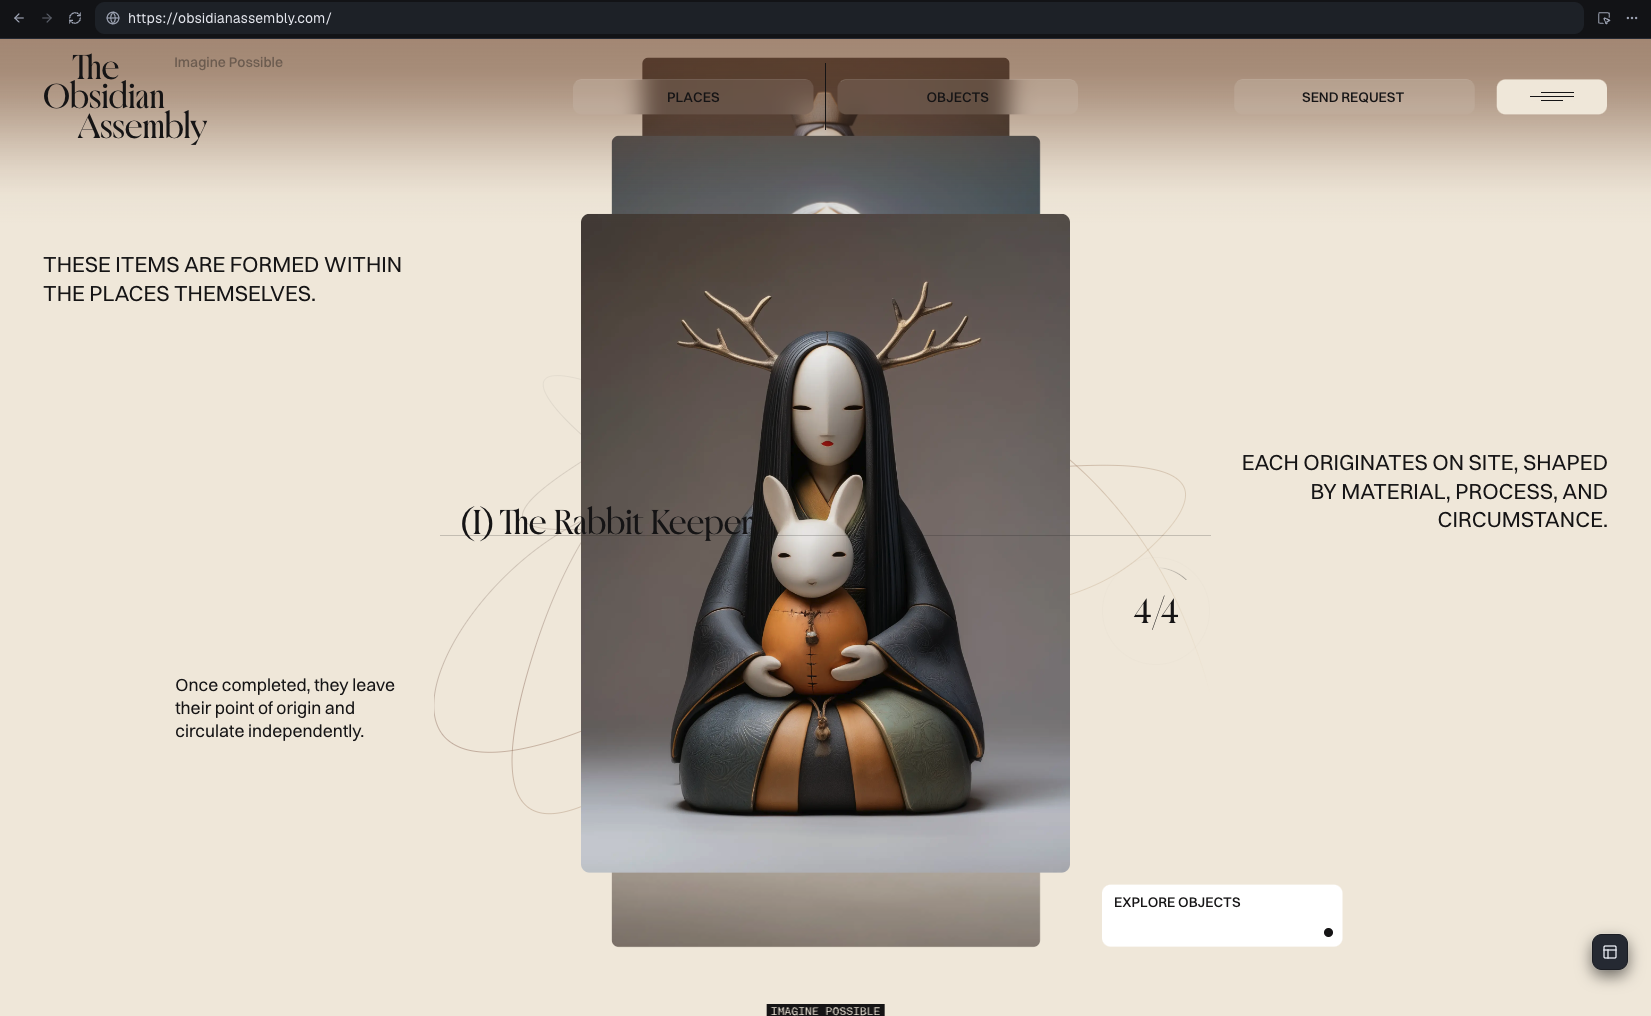 https://obsidianassembly.com/
The
Obsidian
Assembly
Imagine Possible
PLACES
OBJECTS
SEND REQUEST
THESE ITEMS ARE FORMED WITHIN
THE PLACES THEMSELVES.
EACH ORIGINATES ON SITE, SHAPED
BY MATERIAL, PROCESS, AND
CIRCUMSTANCE.
(I) The Rabbit Keeper
4/4
Once completed, they leave
their point of origin and
circulate independently.
EXPLORE OBJECTS
IMAGINE POSSIBLE